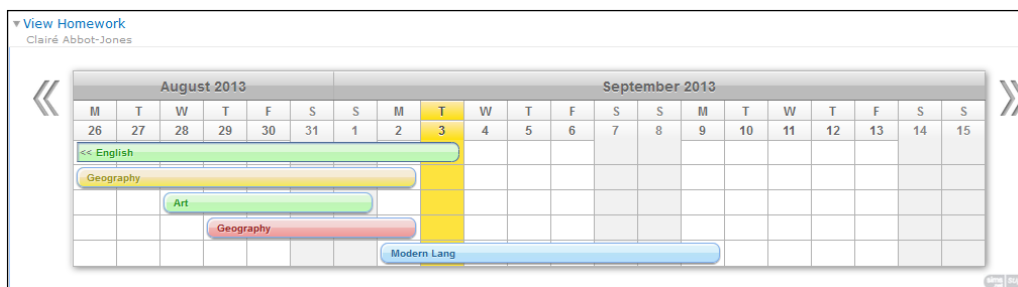 View Homework
Clairé Abbot-Jones
August 2013 September 2013
M T W T F S S M T W T F S S M T W T F S S
26 27 28 29 30 31 1 2 3 4 5 6 7 8 9 10 11 12 13 14 15
<< English
Geography
Art
Geography
Modern Lang